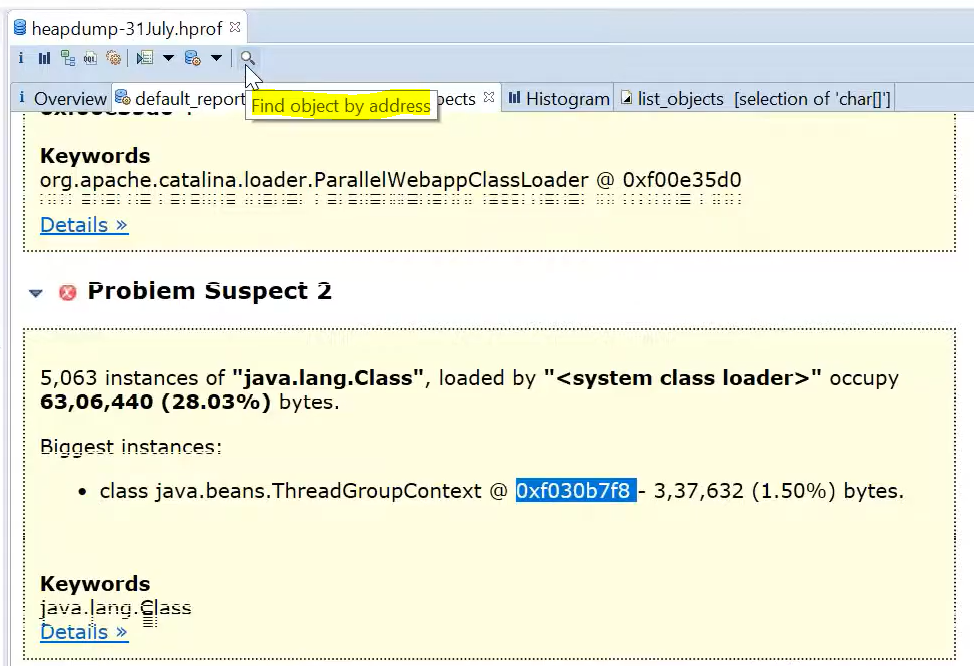 heapdump-31July.hprof
i OQL
i Overview default_report pects Histogram list_objects [selection of 'char[]']
Find object by address
0xf00e35d0".
Keywords
org.apache.catalina.loader.ParallelWebappClassLoader @ 0xf00e35d0
Details »
Problem Suspect 2
5,063 instances of "java.lang.Class", loaded by "<system class loader>" occupy
63,06,440 (28.03%) bytes.
Biggest instances:
• class java.beans.ThreadGroupContext @ 0xf030b7f8 - 3,37,632 (1.50%) bytes.
Keywords
java.lang.Class
Details »